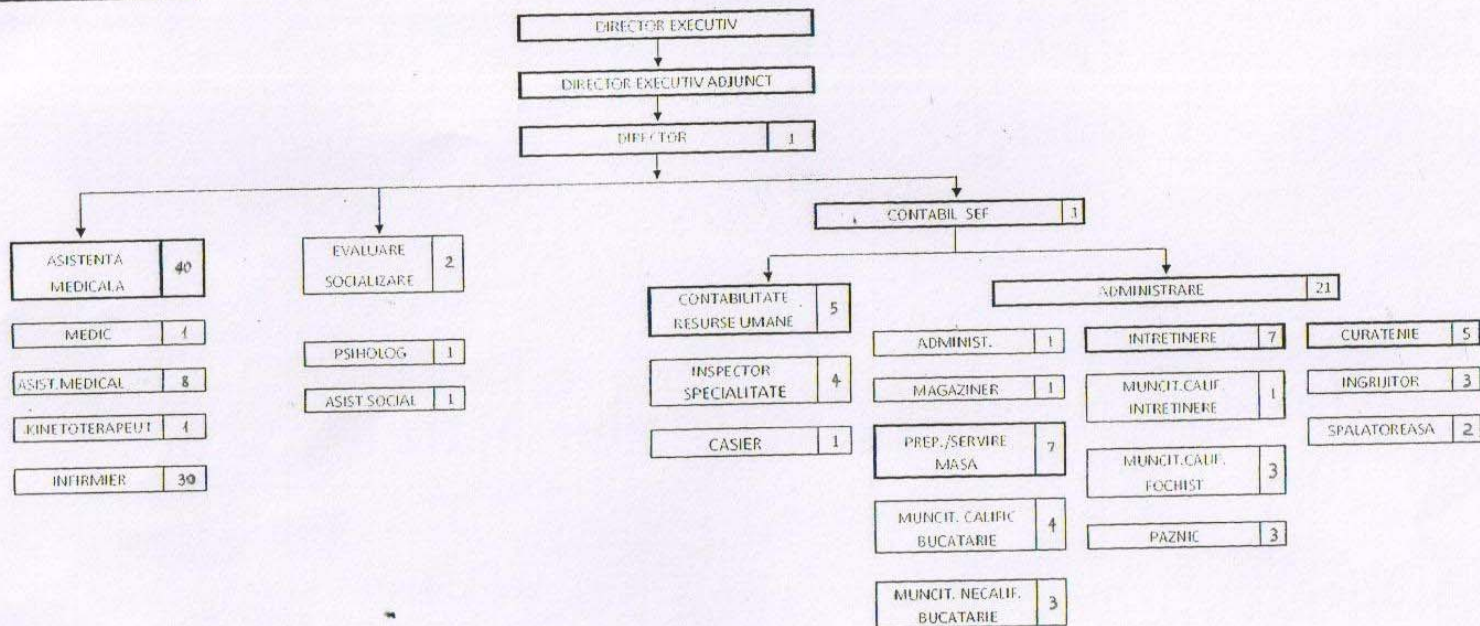 DIRECTOR EXECUTIV
DIRECTOR EXECUTIV ADJUNCT
DIRECTOR 1
CONTABIL SEF 1
ASISTENTA
MEDICALA
40
MEDIC 1
ASIST.MEDICAL 8
KINETOTERAPEUT 1
INFIRMIER 30
EVALUARE
SOCIALIZARE
2
PSIHOLOG 1
ASIST.SOCIAL 1
CONTABILITATE
RESURSE UMANE
5
INSPECTOR
SPECIALITATE
4
CASIER 1
ADMINISTRARE 21
ADMINIST. 1
MAGAZINER 1
PREP./SERVIRE
MASA
7
MUNCIT. CALIFIC
BUCATARIE
4
MUNCIT. NECALIF.
BUCATARIE
3
INTRETINERE 7
MUNCIT.CALIF.
INTRETINERE
1
MUNCIT.CALIF.
FOCHIST
3
PAZNIC 3
CURATENIE 5
INGRIJITOR 3
SPALATOREASA 2